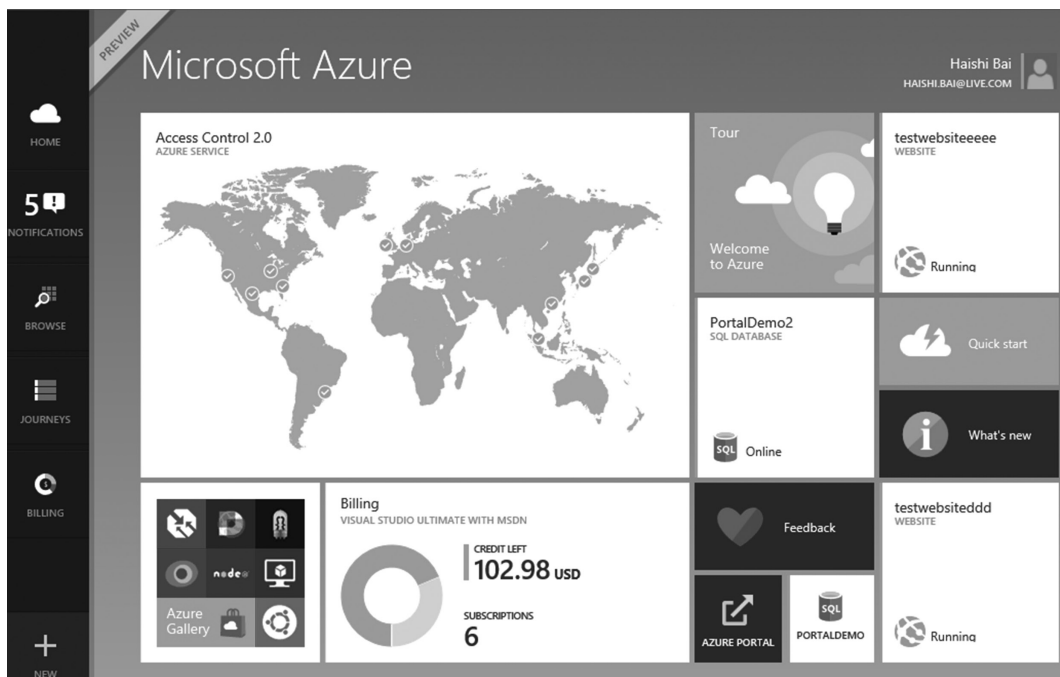 PREVIEW
Microsoft Azure
Haishi Bai
HAISHI.BAI@LIVE.COM
HOME
5
NOTIFICATIONS
BROWSE
JOURNEYS
BILLING
NEW
Access Control 2.0
AZURE SERVICE
Tour
Welcome
to Azure
testwebsiteeeee
WEBSITE
Running
PortalDemo2
SQL DATABASE
SQL
Online
Quick start
What's new
node
Azure
Gallery
Billing
VISUAL STUDIO ULTIMATE WITH MSDN
CREDIT LEFT
102.98 USD
SUBSCRIPTIONS
6
Feedback
AZURE PORTAL
SQL
PORTALDEMO
testwebsiteddd
WEBSITE
Running